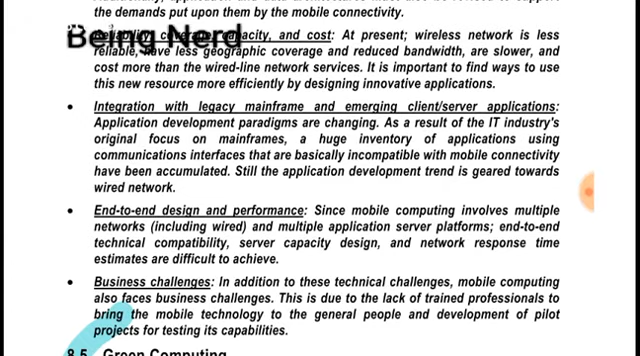 the demands put upon them by the mobile connectivity.
Being Nerd
Reliability, coverage, capacity, and cost: At present; wireless network is less
reliable, have less geographic coverage and reduced bandwidth, are slower, and
cost more than the wired-line network services. It is important to find ways to use
this new resource more efficiently by designing innovative applications.
• Integration with legacy mainframe and emerging client/server applications:
Application development paradigms are changing. As a result of the IT industry's
original focus on mainframes, a huge inventory of applications using
communications interfaces that are basically incompatible with mobile connectivity
have been accumulated. Still the application development trend is geared towards
wired network.
• End-to-end design and performance: Since mobile computing involves multiple
networks (including wired) and multiple application server platforms; end-to-end
technical compatibility, server capacity design, and network response time
estimates are difficult to achieve.
• Business challenges: In addition to these technical challenges, mobile computing
also faces business challenges. This is due to the lack of trained professionals to
bring the mobile technology to the general people and development of pilot
projects for testing its capabilities.
8.5 Green Computing